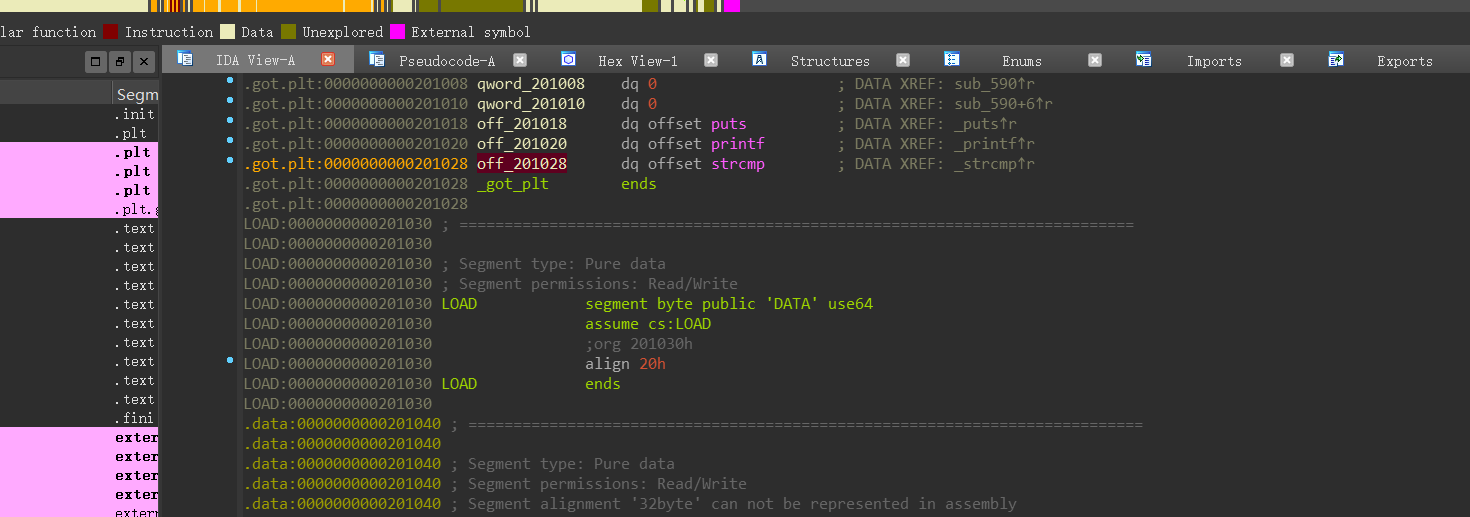 lar function Instruction Data Unexplored External symbol
IDA View-A Pseudocode-A Hex View-1 Structures Enums Imports Exports
Segm
.init
.plt
.plt
.plt
.plt
.plt.
.text
.text
.text
.text
.text
.text
.text
.text
.text
.text
.fini
exter
exter
exter
exter
extern
.got.plt:0000000000201008 qword_201008 dq 0 ; DATA XREF: sub_590↑r
.got.plt:0000000000201010 qword_201010 dq 0 ; DATA XREF: sub_590+6↑r
.got.plt:0000000000201018 off_201018 dq offset puts ; DATA XREF: _puts↑r
.got.plt:0000000000201020 off_201020 dq offset printf ; DATA XREF: _printf↑r
.got.plt:0000000000201028 off_201028 dq offset strcmp ; DATA XREF: _strcmp↑r
.got.plt:0000000000201028 _got_plt ends
.got.plt:0000000000201028
LOAD:0000000000201030 ; ===========================================================================
LOAD:0000000000201030
LOAD:0000000000201030 ; Segment type: Pure data
LOAD:0000000000201030 ; Segment permissions: Read/Write
LOAD:0000000000201030 LOAD segment byte public 'DATA' use64
LOAD:0000000000201030 assume cs:LOAD
LOAD:0000000000201030 ;org 201030h
LOAD:0000000000201030 align 20h
LOAD:0000000000201030 LOAD ends
LOAD:0000000000201030
.data:0000000000201040 ; ===========================================================================
.data:0000000000201040
.data:0000000000201040 ; Segment type: Pure data
.data:0000000000201040 ; Segment permissions: Read/Write
.data:0000000000201040 ; Segment alignment '32byte' can not be represented in assembly